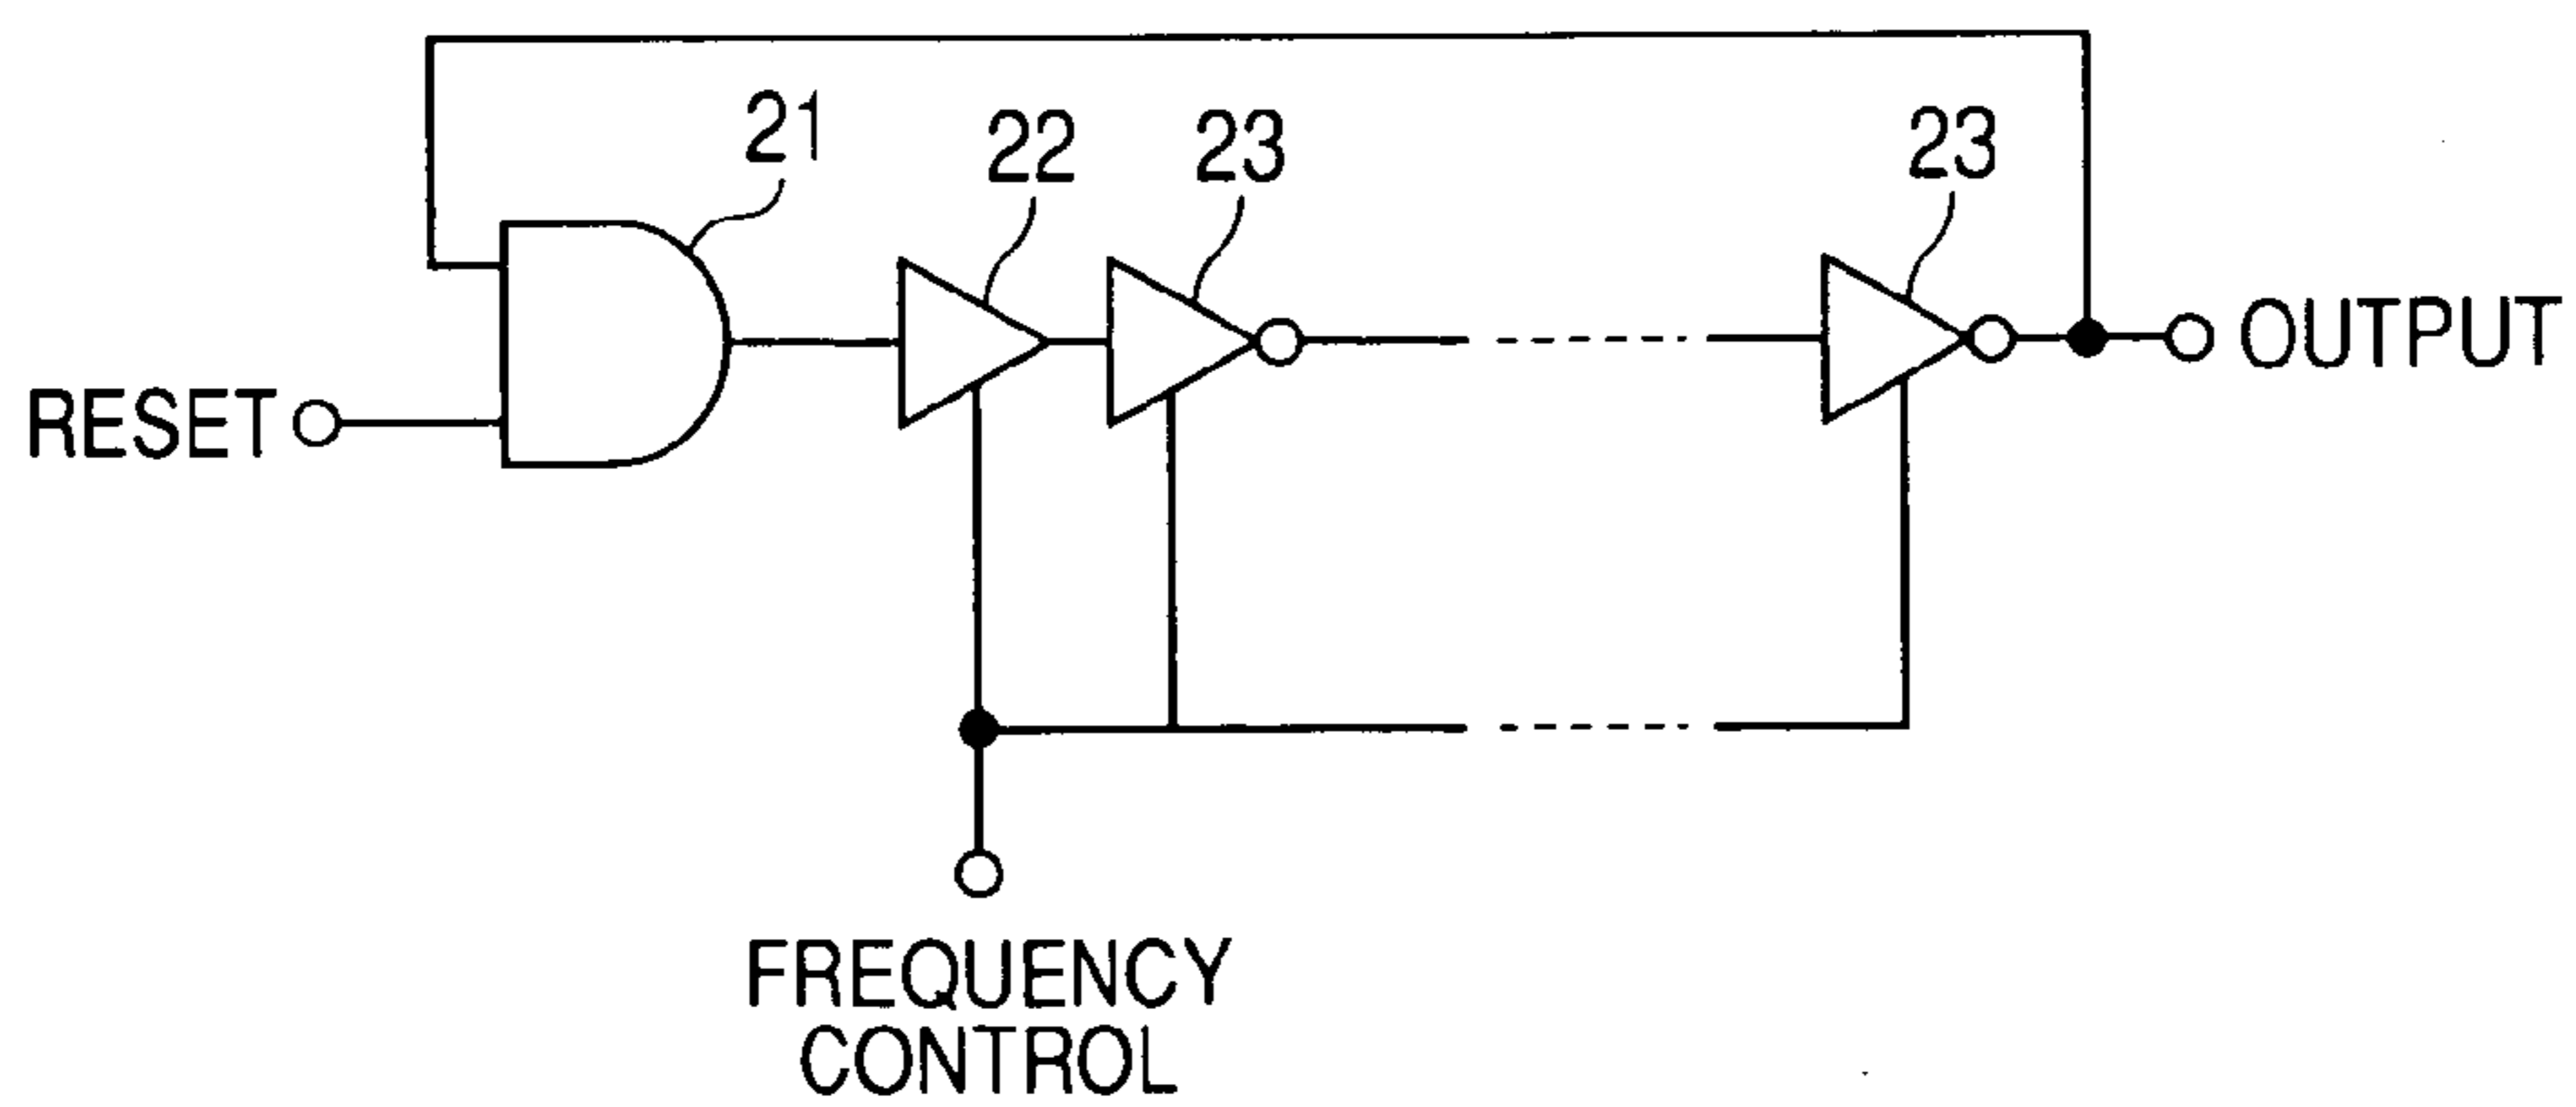 21
22
23
23
RESET
OUTPUT
FREQUENCY
CONTROL